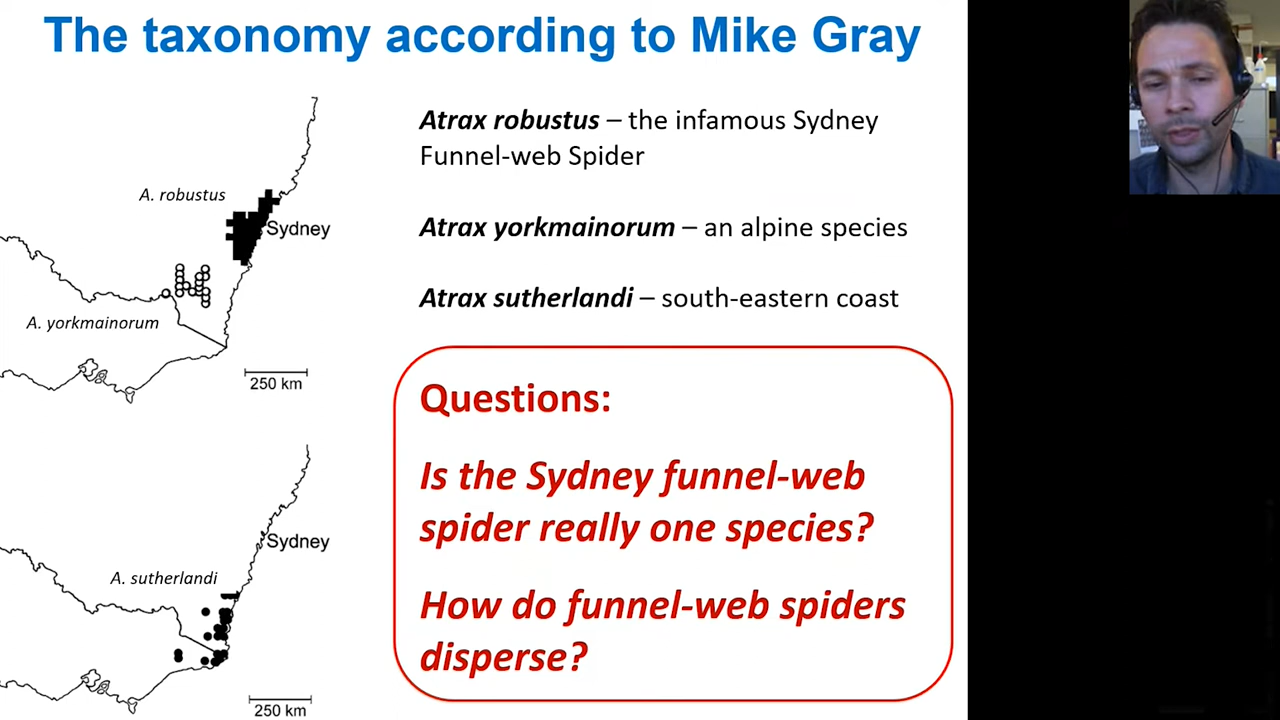 The taxonomy according to Mike Gray
A. robustus
Sydney
A. yorkmainorum
250 km
Sydney
A. sutherlandi
250 km
Atrax robustus – the infamous Sydney
Funnel-web Spider
Atrax yorkmainorum – an alpine species
Atrax sutherlandi – south-eastern coast
Questions:
Is the Sydney funnel-web
spider really one species?
How do funnel-web spiders
disperse?